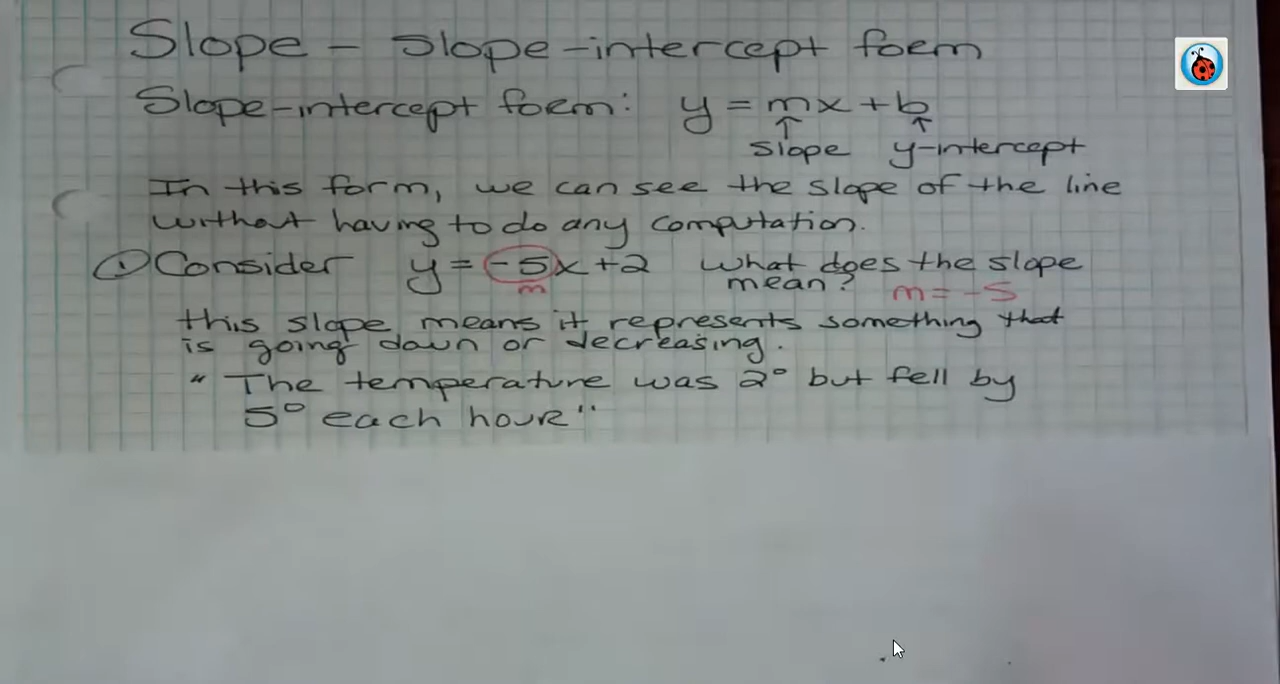 Slope - Slope-intercept form
Slope-intercept form: y = mx + b
↑ ↑
slope y-intercept
In this form, we can see the slope of the line
without having to do any computation.
① Consider y = -5x + 2 What does the slope
m mean? m = -5
this slope means it represents something that
is going down or decreasing.
" The temperature was 2° but fell by
5° each hour"